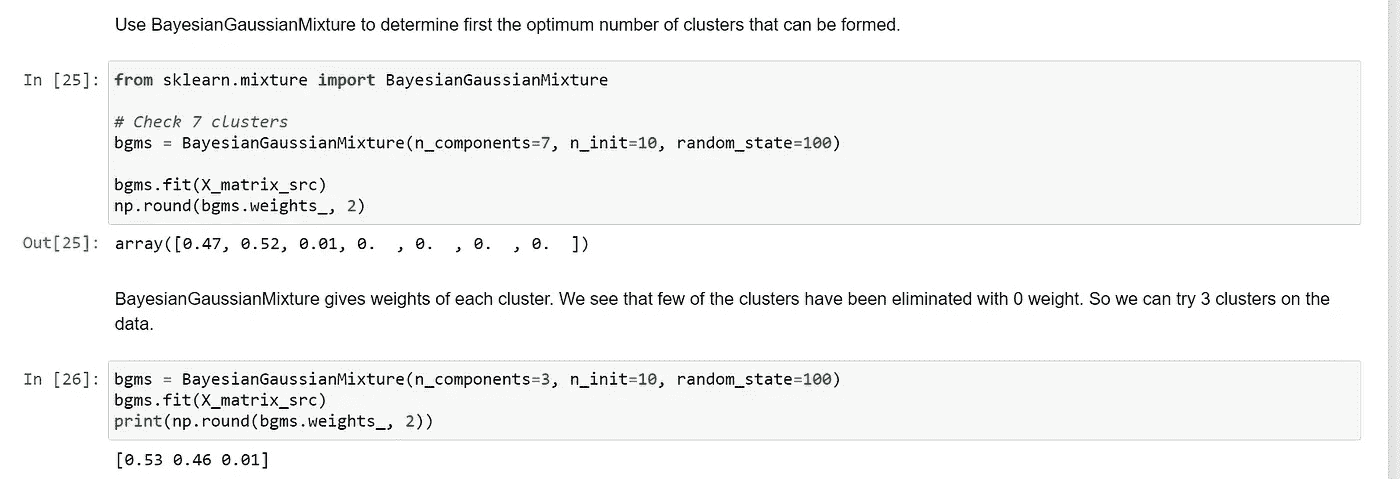 Use BayesianGaussianMixture to determine first the optimum number of clusters that can be formed.
In [25]: from sklearn.mixture import BayesianGaussianMixture
# Check 7 clusters
bgms = BayesianGaussianMixture(n_components=7, n_init=10, random_state=100)
bgms.fit(X_matrix_src)
np.round(bgms.weights_, 2)
Out[25]: array([0.47, 0.52, 0.01, 0.  , 0.  , 0.  , 0.  ])
BayesianGaussianMixture gives weights of each cluster. We see that few of the clusters have been eliminated with 0 weight. So we can try 3 clusters on the
data.
In [26]: bgms = BayesianGaussianMixture(n_components=3, n_init=10, random_state=100)
bgms.fit(X_matrix_src)
print(np.round(bgms.weights_, 2))
[0.53 0.46 0.01]